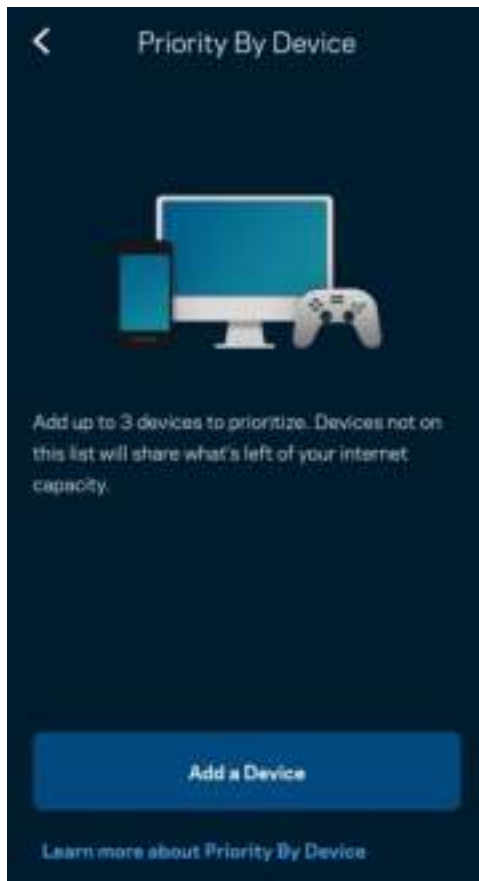 Priority By Device
Add up to 3 devices to prioritize. Devices not on
this list will share what's left of your internet
capacity.
Add a Device
Learn more about Priority By Device